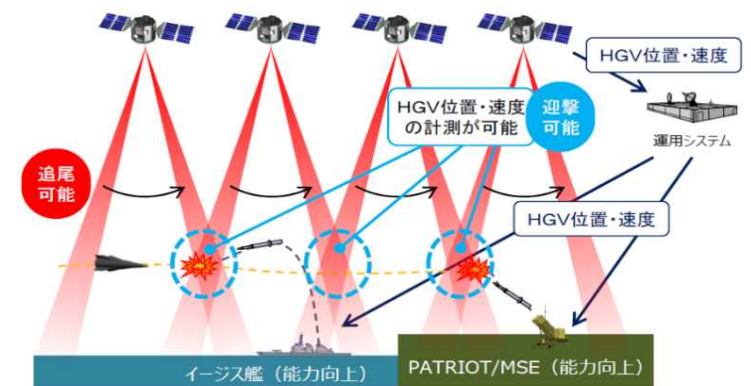 HGV位置・速度
HGV位置・速度
の計測が可能
迎撃
可能
運用システム
追尾
可能
HGV位置・速度
イージス艦（能力向上）
PATRIOT/MSE（能力向上）